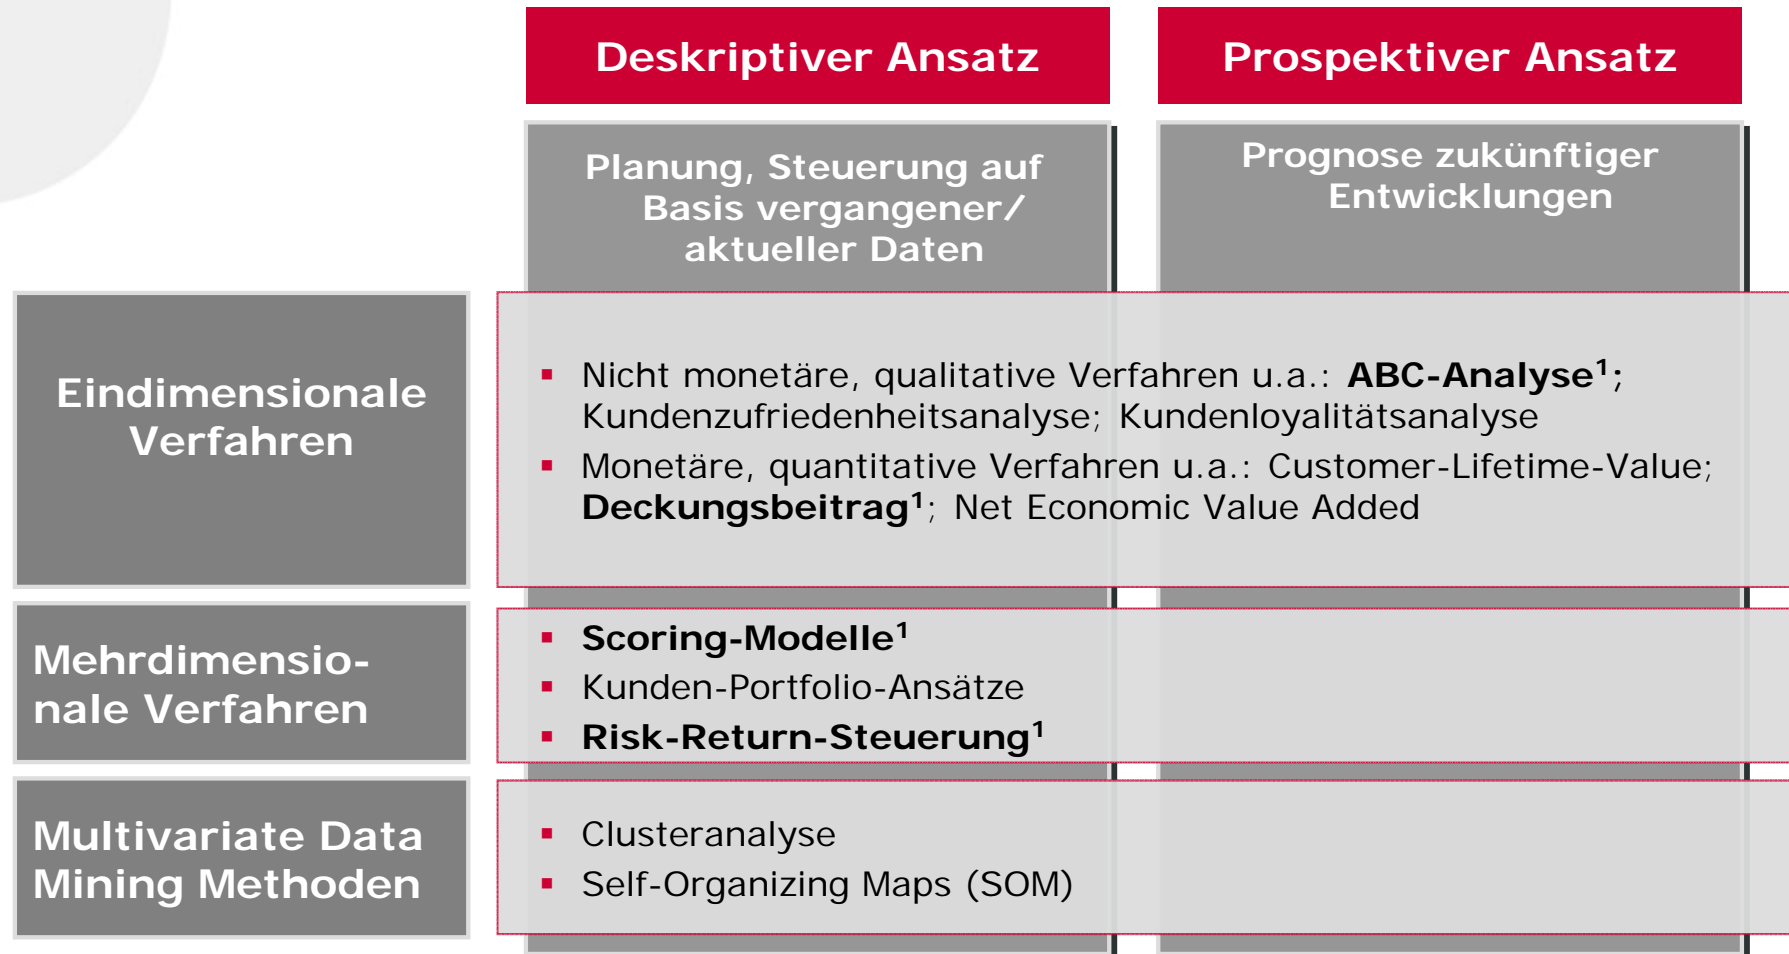 Deskriptiver Ansatz
Prospektiver Ansatz
Planung, Steuerung auf
Basis vergangener/
aktueller Daten
Prognose zukünftiger
Entwicklungen
Eindimensionale
Verfahren
▪ Nicht monetäre, qualitative Verfahren u.a.: ABC-Analyse¹;
Kundenzufriedenheitsanalyse; Kundenloyalitätsanalyse
▪ Monetäre, quantitative Verfahren u.a.: Customer-Lifetime-Value;
Deckungsbeitrag¹; Net Economic Value Added
Mehrdimensio-
nale Verfahren
▪ Scoring-Modelle¹
▪ Kunden-Portfolio-Ansätze
▪ Risk-Return-Steuerung¹
Multivariate Data
Mining Methoden
▪ Clusteranalyse
▪ Self-Organizing Maps (SOM)